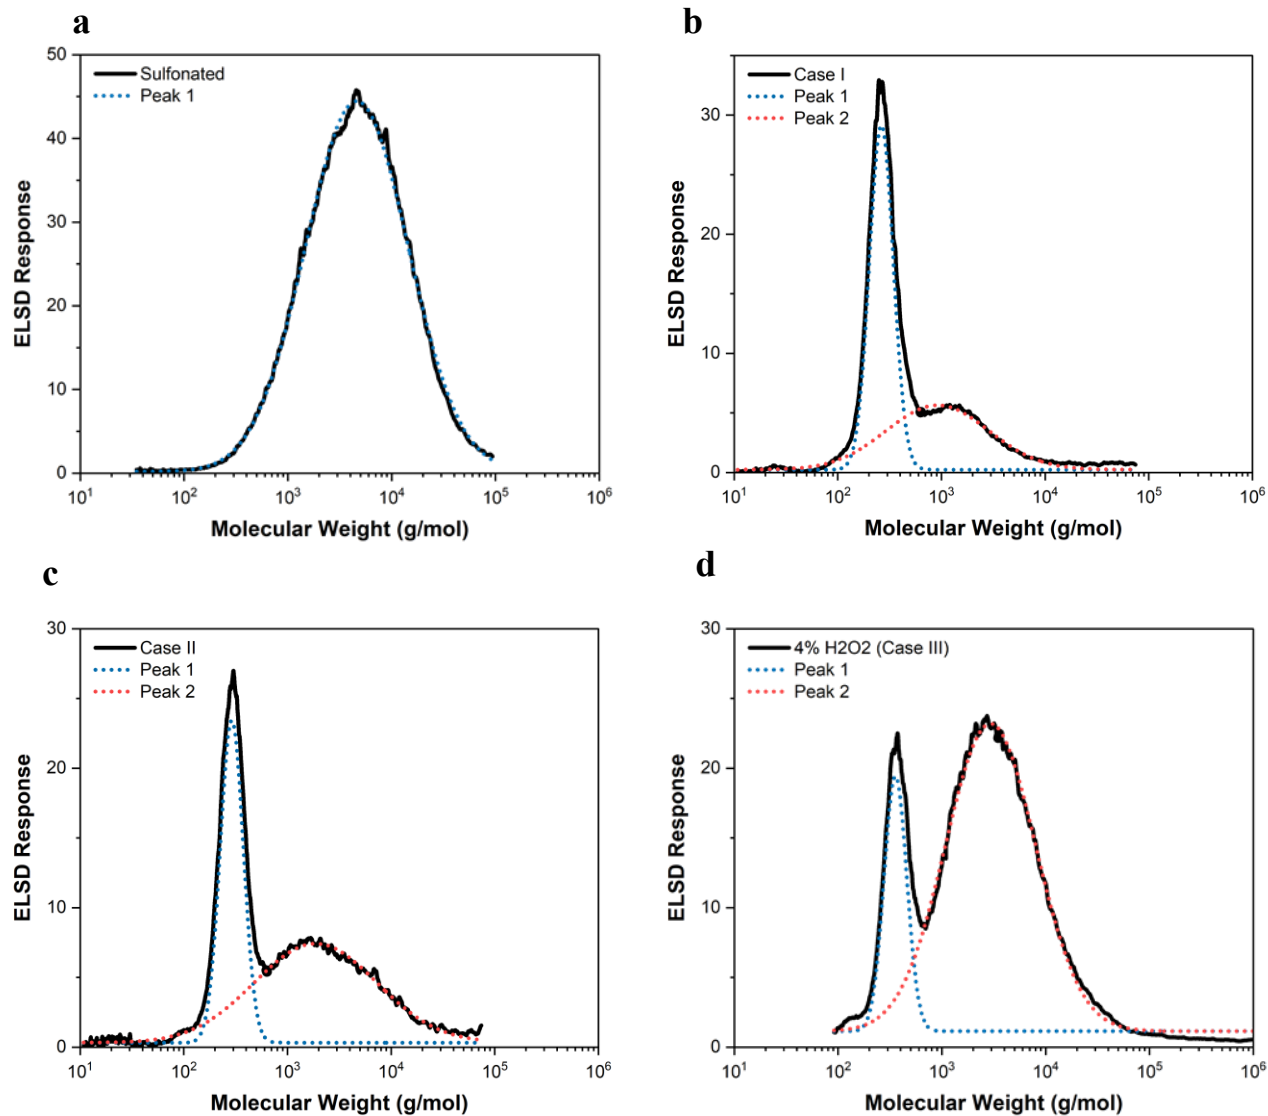 a
50
40
30
20
10
0
ELSD Response
Sulfonated
Peak 1
10¹ 10² 10³ 10⁴ 10⁵ 10⁶
Molecular Weight (g/mol)
b
30
20
10
0
ELSD Response
Case I
Peak 1
Peak 2
10¹ 10² 10³ 10⁴ 10⁵ 10⁶
Molecular Weight (g/mol)
c
30
20
10
0
ELSD Response
Case II
Peak 1
Peak 2
10¹ 10² 10³ 10⁴ 10⁵ 10⁶
Molecular Weight (g/mol)
d
30
20
10
0
ELSD Response
4% H2O2 (Case III)
Peak 1
Peak 2
10¹ 10² 10³ 10⁴ 10⁵ 10⁶
Molecular Weight (g/mol)